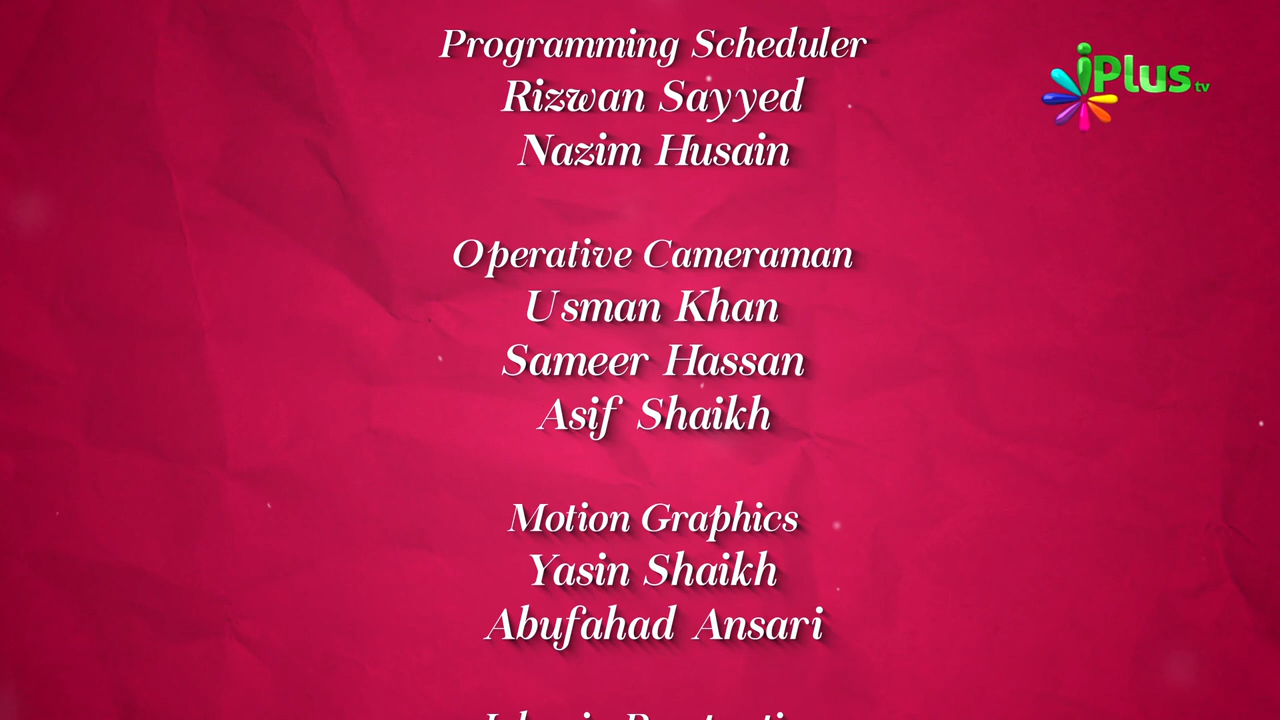 Programming Scheduler
iPlus tv
Rizwan Sayyed
Nazim Husain
Operative Cameraman
Usman Khan
Sameer Hassan
Asif Shaikh
Motion Graphics
Yasin Shaikh
Abufahad Ansari